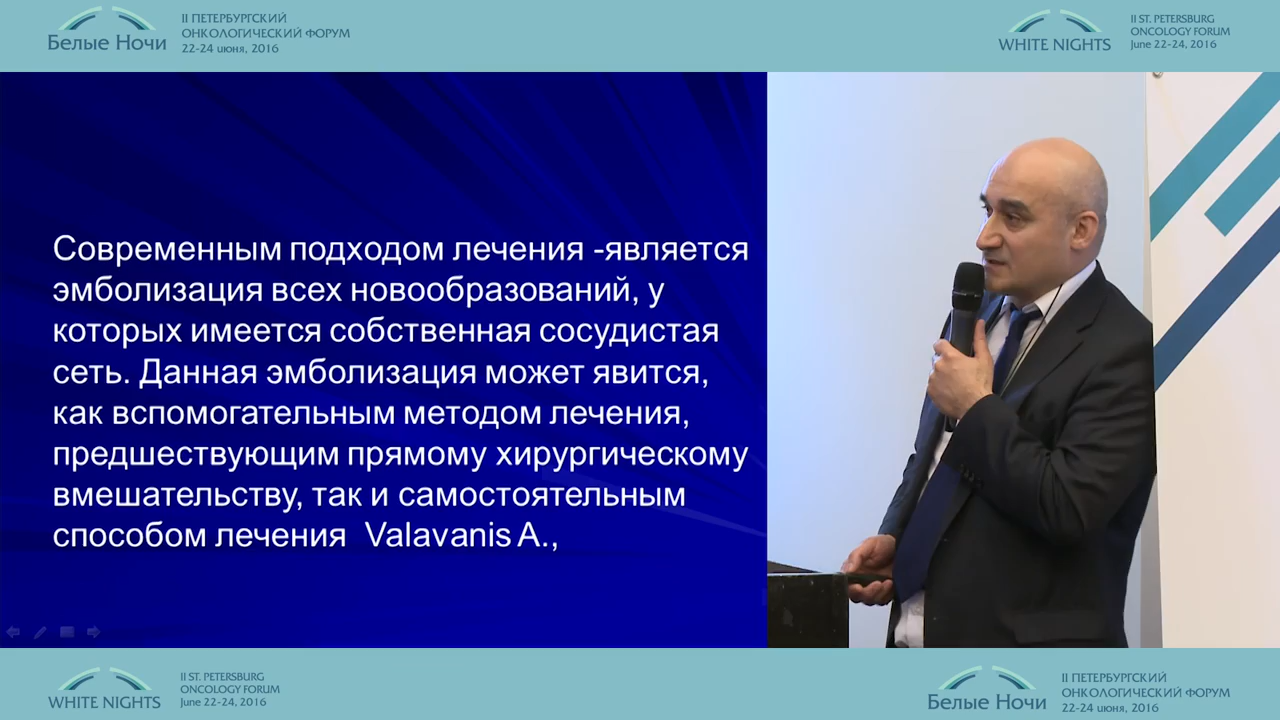 Белые Ночи
II ПЕТЕРБУРГСКИЙ
ОНКОЛОГИЧЕСКИЙ ФОРУМ
22-24 июня, 2016
WHITE NIGHTS
II ST. PETERSBURG
ONCOLOGY FORUM
June 22-24, 2016
Современным подходом лечения -является
эмболизация всех новообразований, у
которых имеется собственная сосудистая
сеть. Данная эмболизация может явится,
как вспомогательным методом лечения,
предшествующим прямому хирургическому
вмешательству, так и самостоятельным
способом лечения Valavanis A.,
WHITE NIGHTS
II ST. PETERSBURG
ONCOLOGY FORUM
June 22-24, 2016
Белые Ночи
II ПЕТЕРБУРГСКИЙ
ОНКОЛОГИЧЕСКИЙ ФОРУМ
22-24 июня, 2016